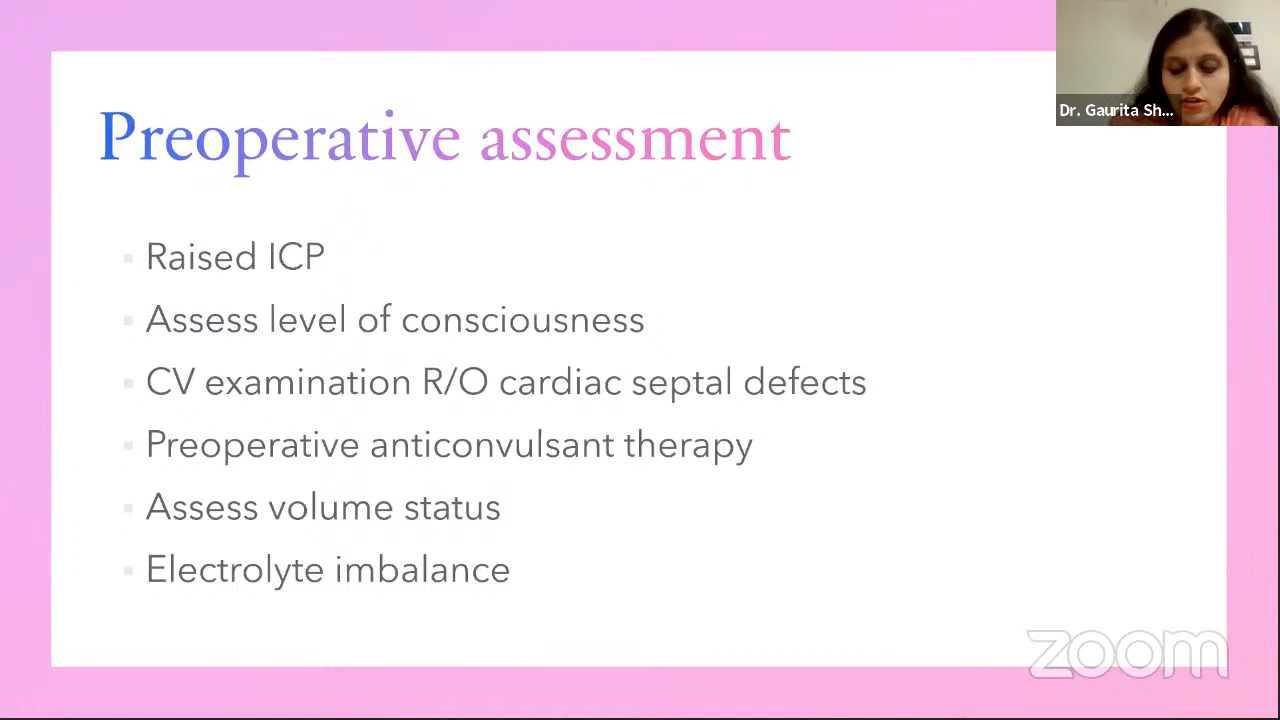 Preoperative assessment
Raised ICP
Assess level of consciousness
CV examination R/O cardiac septal defects
Preoperative anticonvulsant therapy
Assess volume status
Electrolyte imbalance
Dr. Gaurita Sh...
zoom